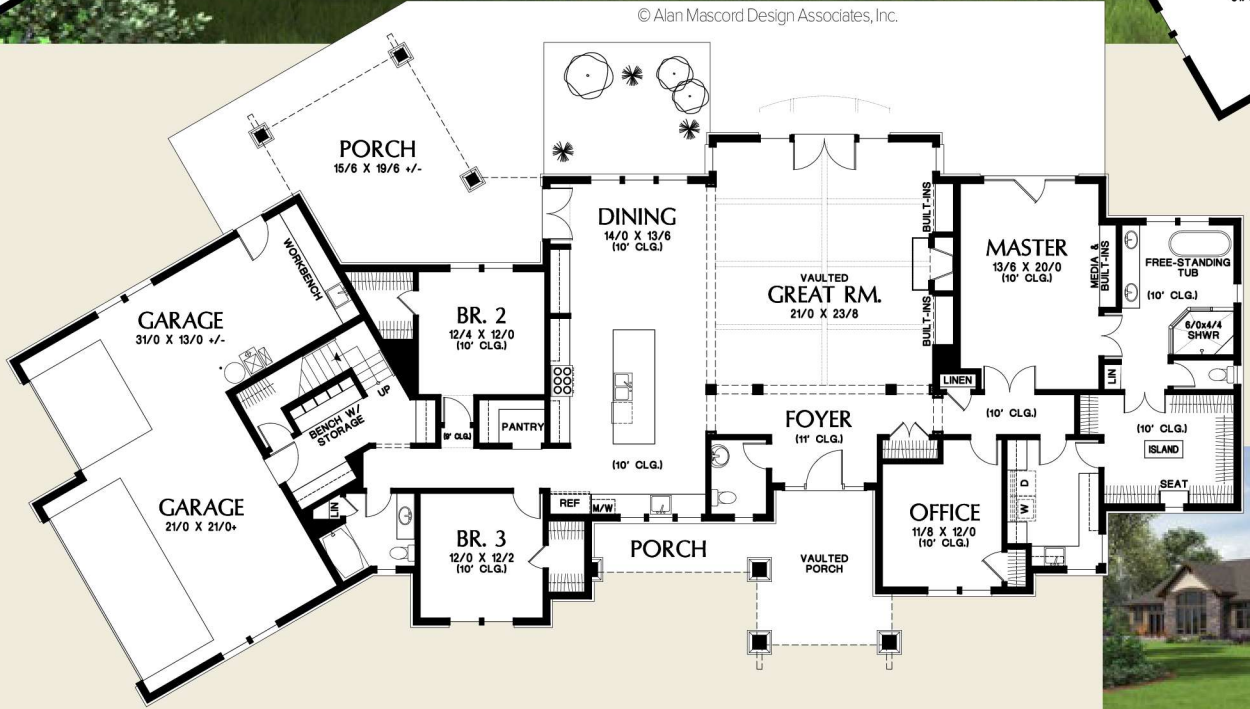 © Alan Mascord Design Associates, Inc.
PORCH
15/6 X 19/6 +/-
WORKBENCH
GARAGE
31/0 X 13/0 +/-
BR. 2
12/4 X 12/0
(10' CLG.)
DINING
14/0 X 13/6
(10' CLG.)
VAULTED
GREAT RM.
21/0 X 23/8
BUILT-INS
BUILT-INS
MASTER
13/6 X 20/0
(10' CLG.)
MEDIA &
BUILT-INS
FREE-STANDING
TUB
(10' CLG.)
6/0x4/4
SHWR
LIN
LINEN
(10' CLG.)
UP
BENCH W/
STORAGE
(9' CLG.)
PANTRY
(10' CLG.)
FOYER
(11' CLG.)
(10' CLG.)
ISLAND
SEAT
GARAGE
21/0 X 21/0+
LIN
BR. 3
12/0 X 12/2
(10' CLG.)
REF
M/W
PORCH
VAULTED
PORCH
OFFICE
11/8 X 12/0
(10' CLG.)
W D